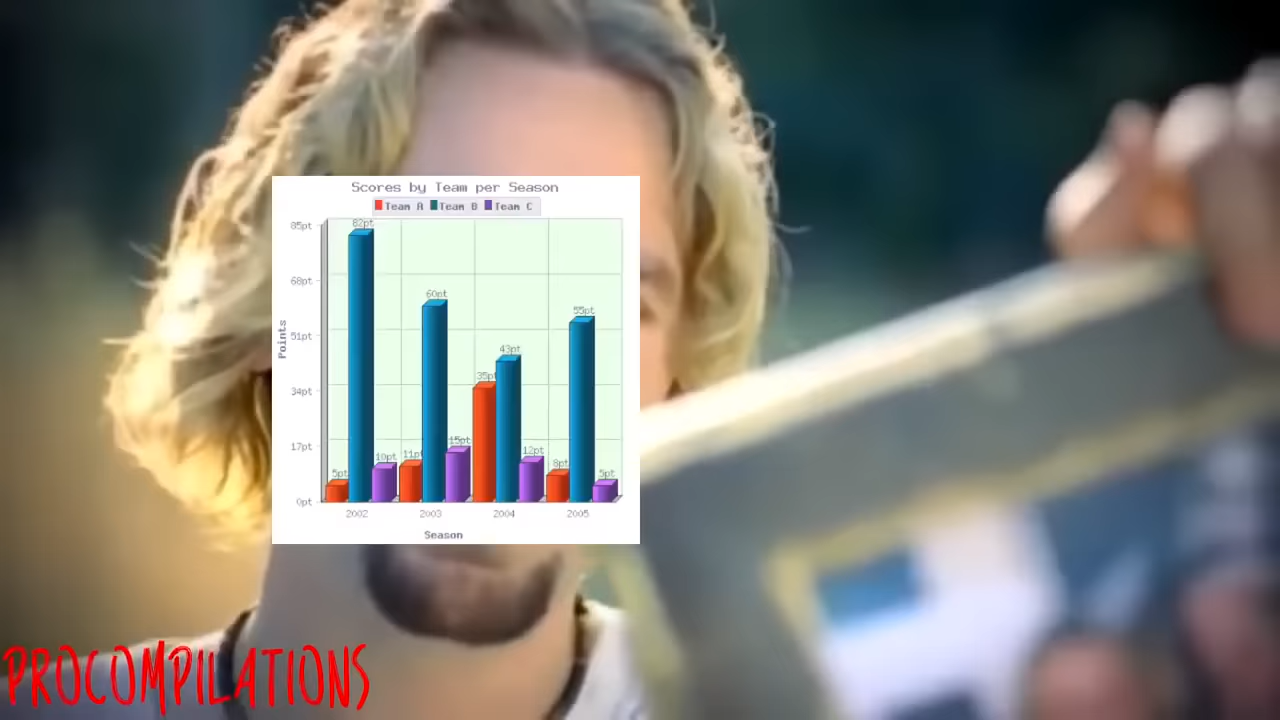 Scores by Team per Season
Team A Team B Team C
85pt
68pt
51pt
34pt
17pt
0pt
Points
82pt
60pt
35pt
43pt
55pt
5pt
10pt
11pt
15pt
12pt
8pt
5pt
2002 2003 2004 2005
Season
PROCOMPILATIONS